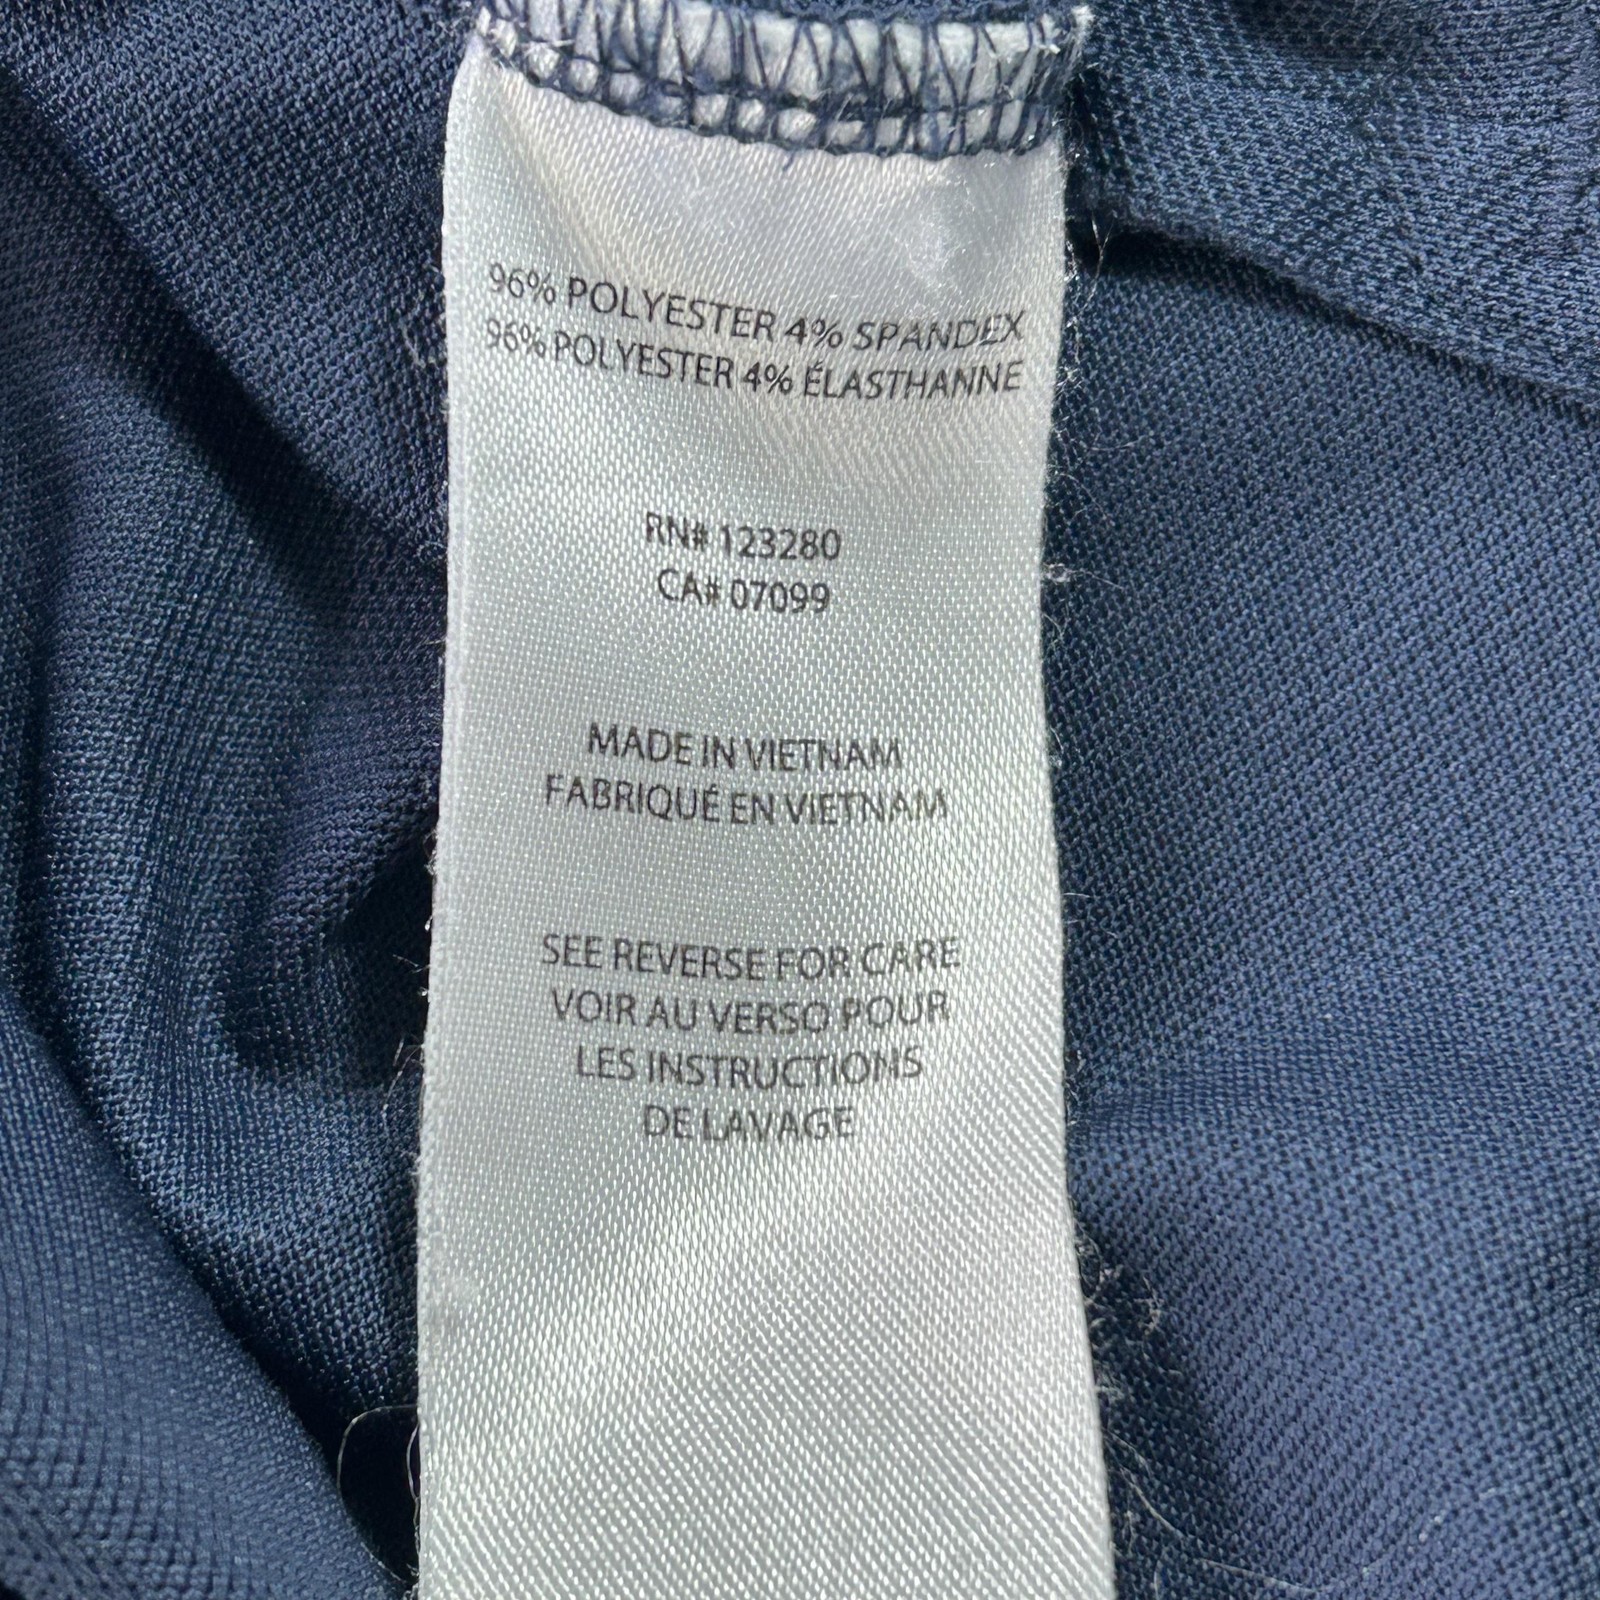 96% POLYESTER 4% SPANDEX
96% POLYESTER 4% ÉLASTHANNE
RN# 123280
CA# 07099
MADE IN VIETNAM
FABRIQUÉ EN VIETNAM
SEE REVERSE FOR CARE
VOIR AU VERSO POUR
LES INSTRUCTIONS
DE LAVAGE